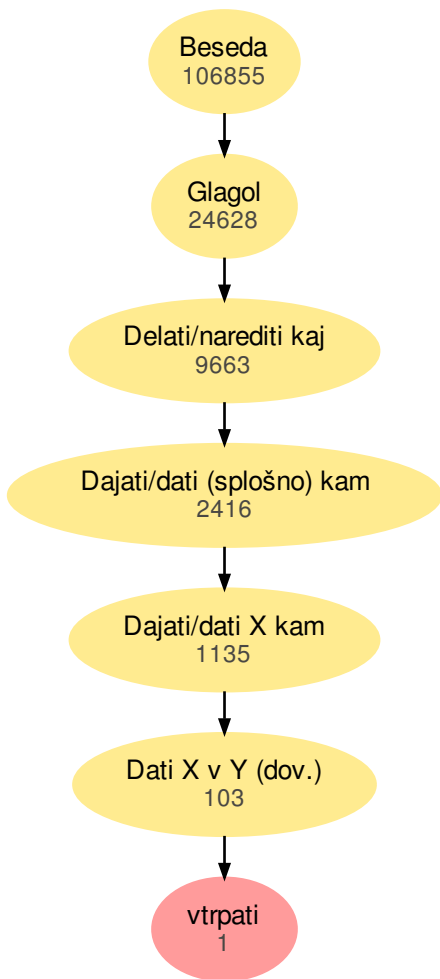 Beseda
106855
Glagol
24628
Delati/narediti kaj
9663
Dajati/dati (splošno) kam
2416
Dajati/dati X kam
1135
Dati X v Y (dov.)
103
vtrpati
1